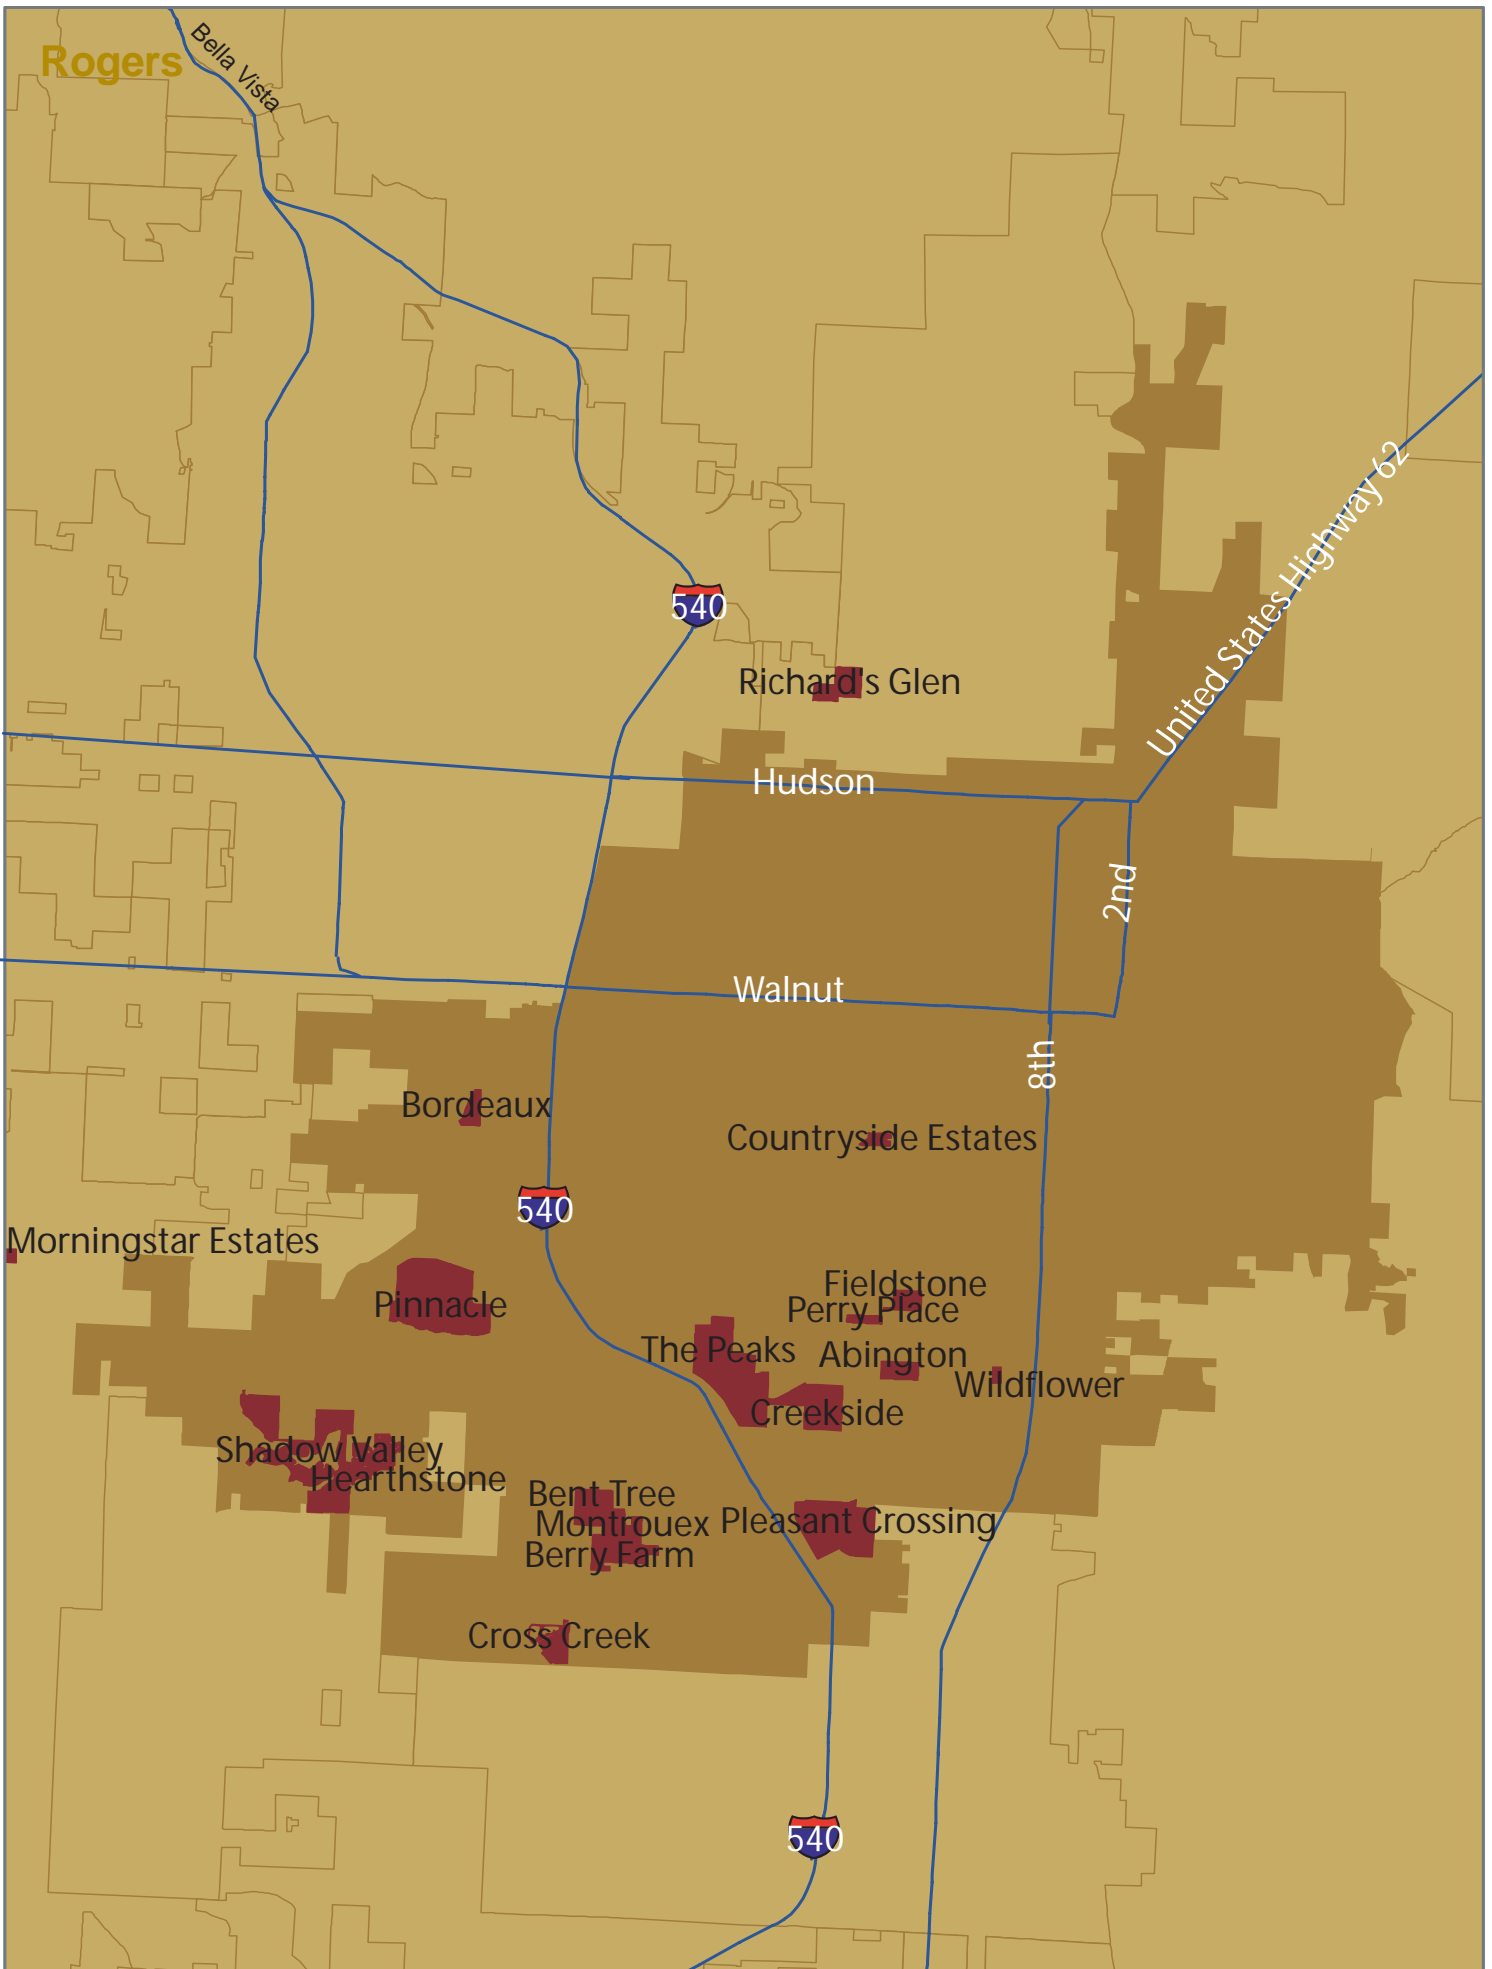 Bella Vista
Rogers
United States Highway 62
540
Richard's Glen
Hudson
2nd
Walnut
8th
Bordeaux
Countryside Estates
540
Morningstar Estates
Fieldstone
Pinnacle
Perry Place
The Peaks
Abington
Wildflower
Creekside
Shadow Valley
Hearthstone
Bent Tree
Montrouex
Pleasant Crossing
Berry Farm
Cross Creek
540